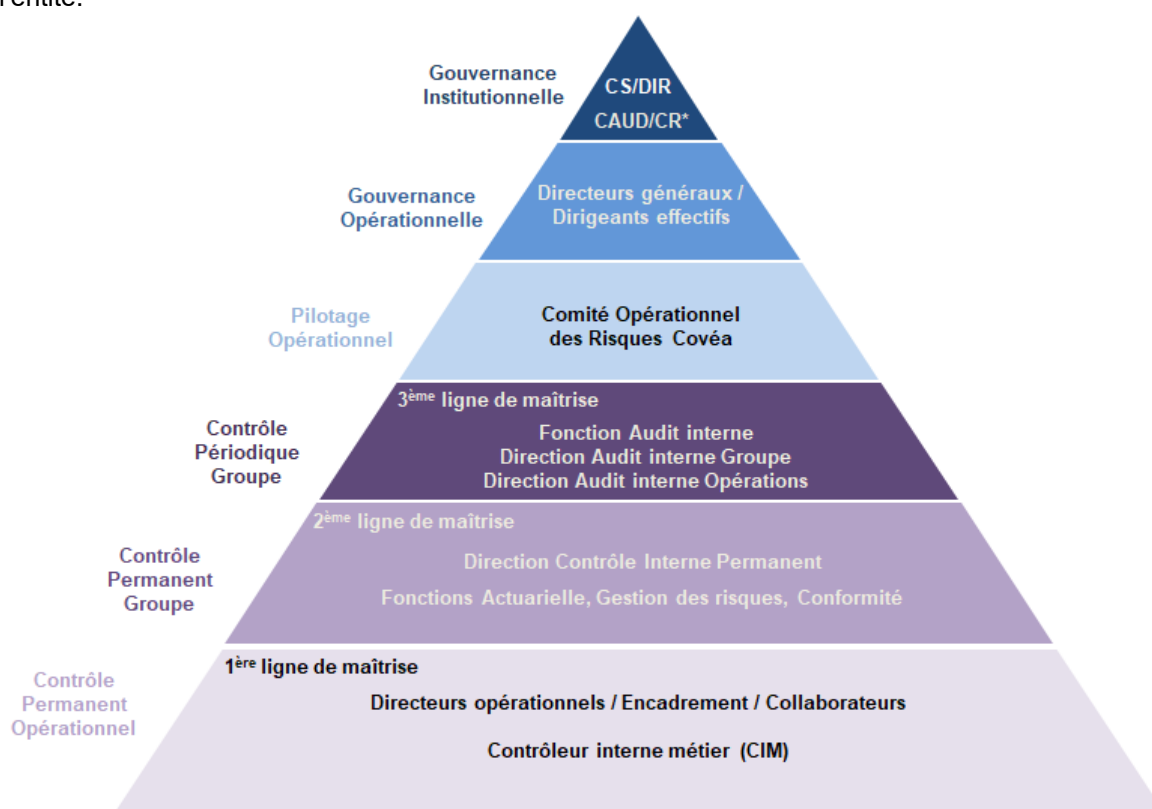 l'entité.
CS/DIR
Gouvernance
Institutionnelle
CAUD/CR*
Gouvernance
Opérationnelle
Directeurs généraux /
Dirigeants effectifs
Pilotage
Opérationnel
Comité Opérationnel
des Risques Covéa
3ème ligne de maîtrise
Contrôle
Périodique
Groupe
Fonction Audit interne
Direction Audit interne Groupe
Direction Audit interne Opérations
2ème ligne de maîtrise
Contrôle
Permanent
Groupe
Direction Contrôle Interne Permanent
Fonctions Actuarielle, Gestion des risques, Conformité
1ère ligne de maîtrise
Contrôle
Permanent
Opérationnel
Directeurs opérationnels / Encadrement / Collaborateurs
Contrôleur interne métier (CIM)